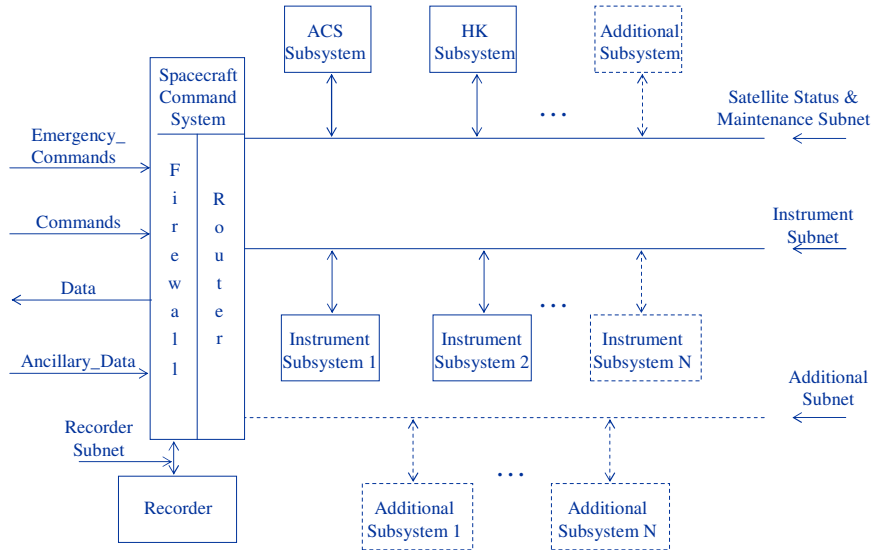 ACS
Subsystem
HK
Subsystem
Additional
Subsystem
...
Satellite Status &
Maintenance Subnet
Spacecraft
Command
System
Firewall
Router
Emergency_
Commands
Commands
Data
Ancillary_Data
Recorder
Subnet
Recorder
Instrument
Subnet
Instrument
Subsystem 1
Instrument
Subsystem 2
...
Instrument
Subsystem N
Additional
Subnet
Additional
Subsystem 1
...
Additional
Subsystem N